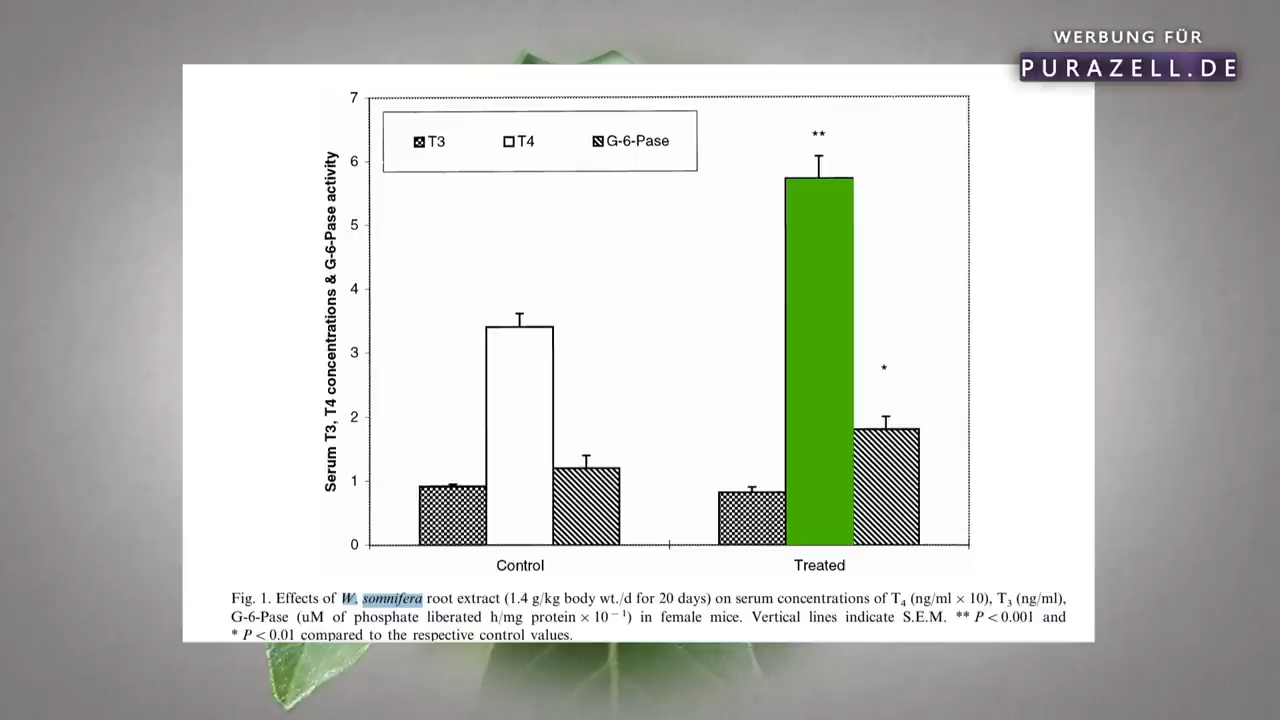 WERBUNG FÜR
PURAZELL.DE
7
T3 T4 G-6-Pase
**
6
5
4
3
*
2
1
0
Serum T3, T4 concentrations & G-6-Pase activity
Control Treated
Fig. 1. Effects of W. somnifera root extract (1.4 g/kg body wt./d for 20 days) on serum concentrations of T4 (ng/ml × 10), T3 (ng/ml),
G-6-Pase (uM of phosphate liberated h/mg protein × 10−1) in female mice. Vertical lines indicate S.E.M. ** P < 0.001 and
* P < 0.01 compared to the respective control values.